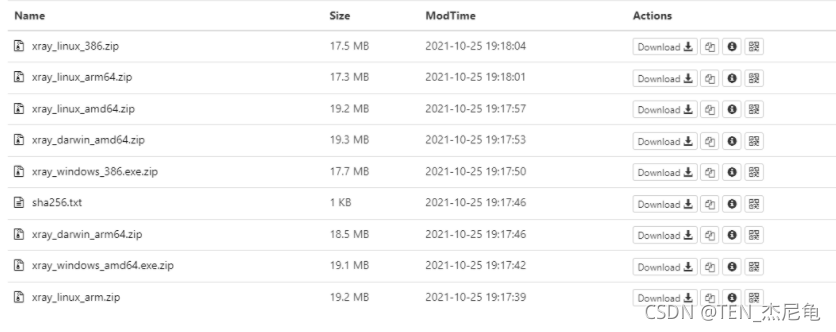 Name Size ModTime Actions
xray_linux_386.zip 17.5 MB 2021-10-25 19:18:04 Download
xray_linux_arm64.zip 17.3 MB 2021-10-25 19:18:01 Download
xray_linux_amd64.zip 19.2 MB 2021-10-25 19:17:57 Download
xray_darwin_amd64.zip 19.3 MB 2021-10-25 19:17:53 Download
xray_windows_386.exe.zip 17.7 MB 2021-10-25 19:17:50 Download
sha256.txt 1 KB 2021-10-25 19:17:46 Download
xray_darwin_arm64.zip 18.5 MB 2021-10-25 19:17:46 Download
xray_windows_amd64.exe.zip 19.1 MB 2021-10-25 19:17:42 Download
xray_linux_arm.zip 19.2 MB 2021-10-25 19:17:39 Download
CSDN @TEN_杰尼龟